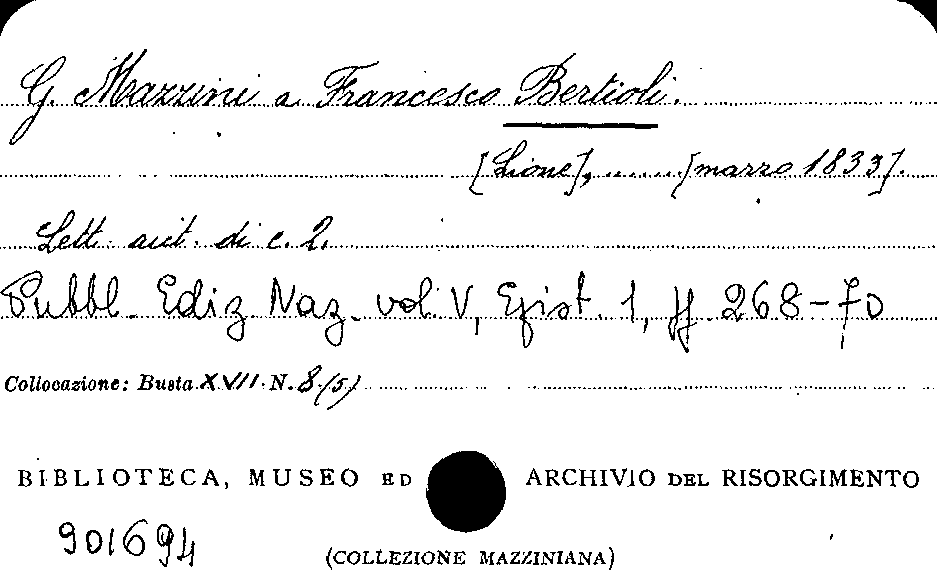 G. Mazzini a Francesco Bertioli.
[Lione], ........ [marzo 1833].
Lett. aut. di c. 2.
Pubbl. Ediz Naz. vol. V, Epist. 1, pp. 268-70
Collocazione: Busta XVII N. 8 (5)
BIBLIOTECA, MUSEO ED ARCHIVIO DEL RISORGIMENTO
901694
(COLLEZIONE MAZZINIANA)